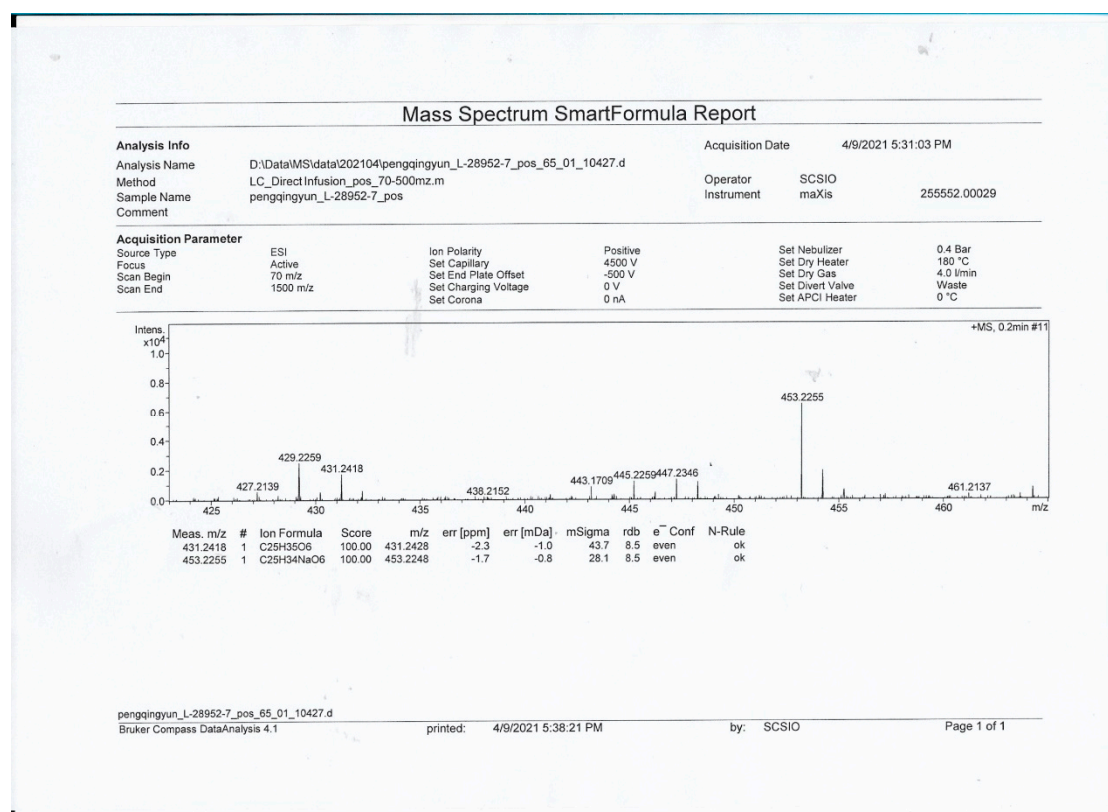 Mass Spectrum SmartFormula Report
Analysis Info
Acquisition Date 4/9/2021 5:31:03 PM
Analysis Name D:\Data\MS\data\202104\pengqingyun_L-28952-7_pos_65_01_10427.d
Method LC_Direct Infusion_pos_70-500mz.m
Operator SCSIO
Sample Name pengqingyun_L-28952-7_pos
Instrument maXis 255552.00029
Comment
Acquisition Parameter
Source Type ESI Ion Polarity Positive Set Nebulizer 0.4 Bar
Focus Active Set Capillary 4500 V Set Dry Heater 180 °C
Scan Begin 70 m/z Set End Plate Offset -500 V Set Dry Gas 4.0 l/min
Scan End 1500 m/z Set Charging Voltage 0 V Set Divert Valve Waste
Set Corona 0 nA Set APCI Heater 0 °C
Intens.
x10⁴
+MS, 0.2min #11
1.0
0.8
0.6
0.4
0.2
0.0
453.2255
429.2259
431.2418
427.2139
438.2152
443.1709
445.2259
447.2346
461.2137
425 430 435 440 445 450 455 460 m/z
Meas. m/z # Ion Formula Score m/z err [ppm] err [mDa] mSigma rdb e⁻ Conf N-Rule
431.2418 1 C25H35O6 100.00 431.2428 -2.3 -1.0 43.7 8.5 even ok
453.2255 1 C25H34NaO6 100.00 453.2248 -1.7 -0.8 28.1 8.5 even ok
pengqingyun_L-28952-7_pos_65_01_10427.d
Bruker Compass DataAnalysis 4.1 printed: 4/9/2021 5:38:21 PM by: SCSIO Page 1 of 1